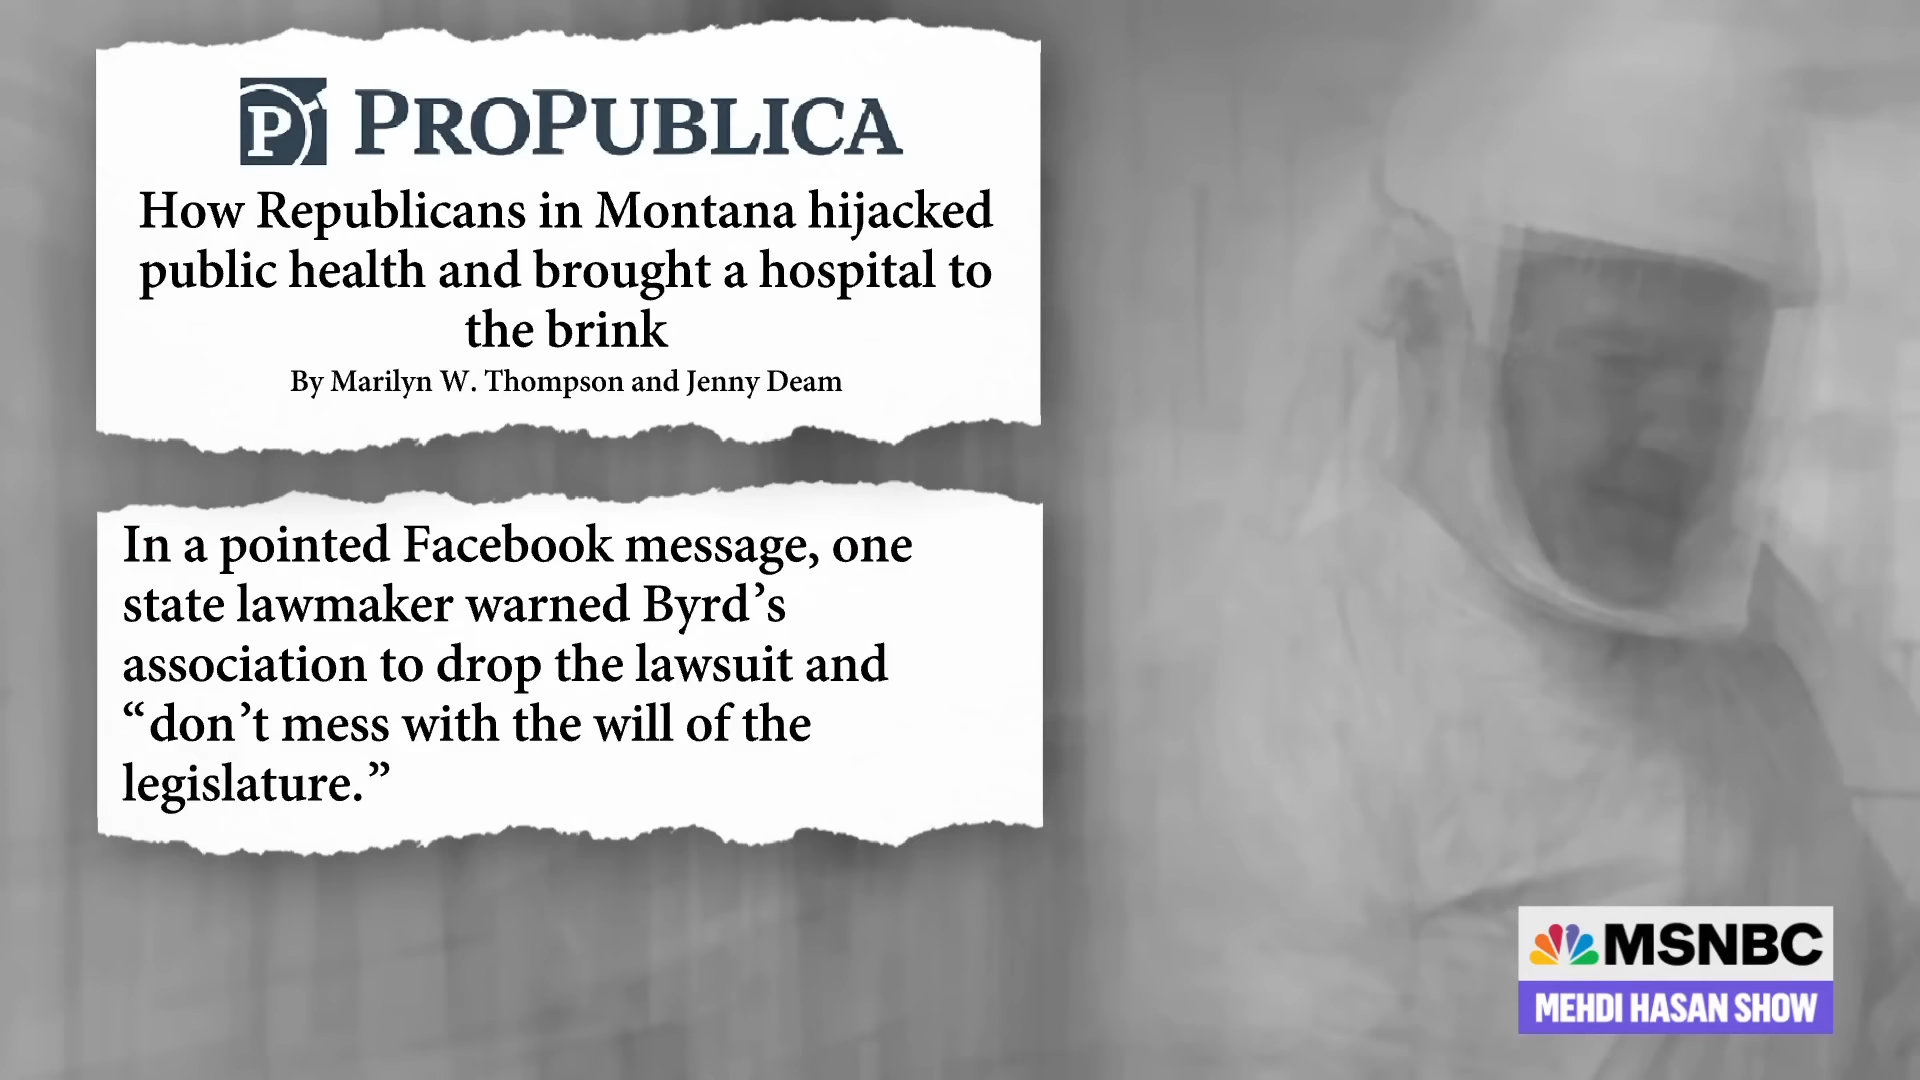 PROPUBLICA
How Republicans in Montana hijacked
public health and brought a hospital to
the brink
By Marilyn W. Thompson and Jenny Deam
In a pointed Facebook message, one
state lawmaker warned Byrd’s
association to drop the lawsuit and
“don’t mess with the will of the
legislature.”
MSNBC
MEHDI HASAN SHOW